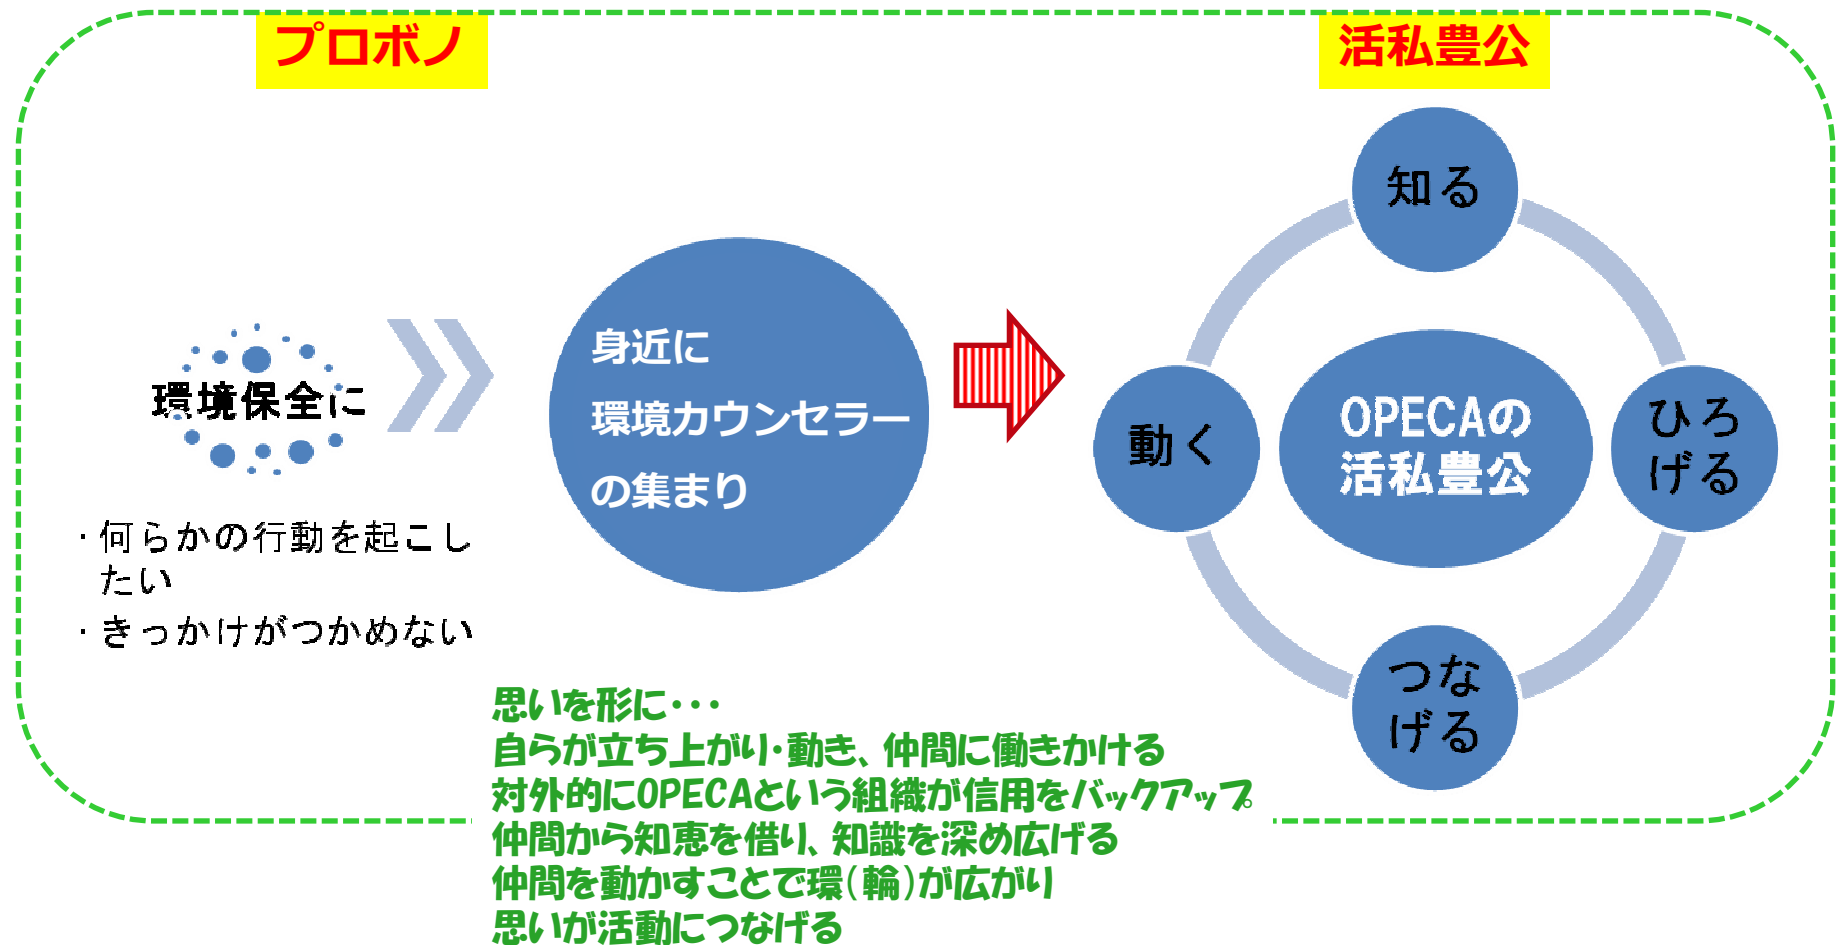 プロボノ
活私豊公
環境保全に
・何らかの行動を起こし
たい
・きっかけがつかめない
身近に
環境カウンセラー
の集まり
知る
ひろ
げる
つな
げる
動く
OPECAの
活私豊公
思いを形に・・・
自らが立ち上がり・動き、仲間に働きかける
対外的にOPECAという組織が信用をバックアップ。
仲間から知恵を借り、知識を深め広げる
仲間を動かすことで環(輪)が広がり
思いが活動につなげる